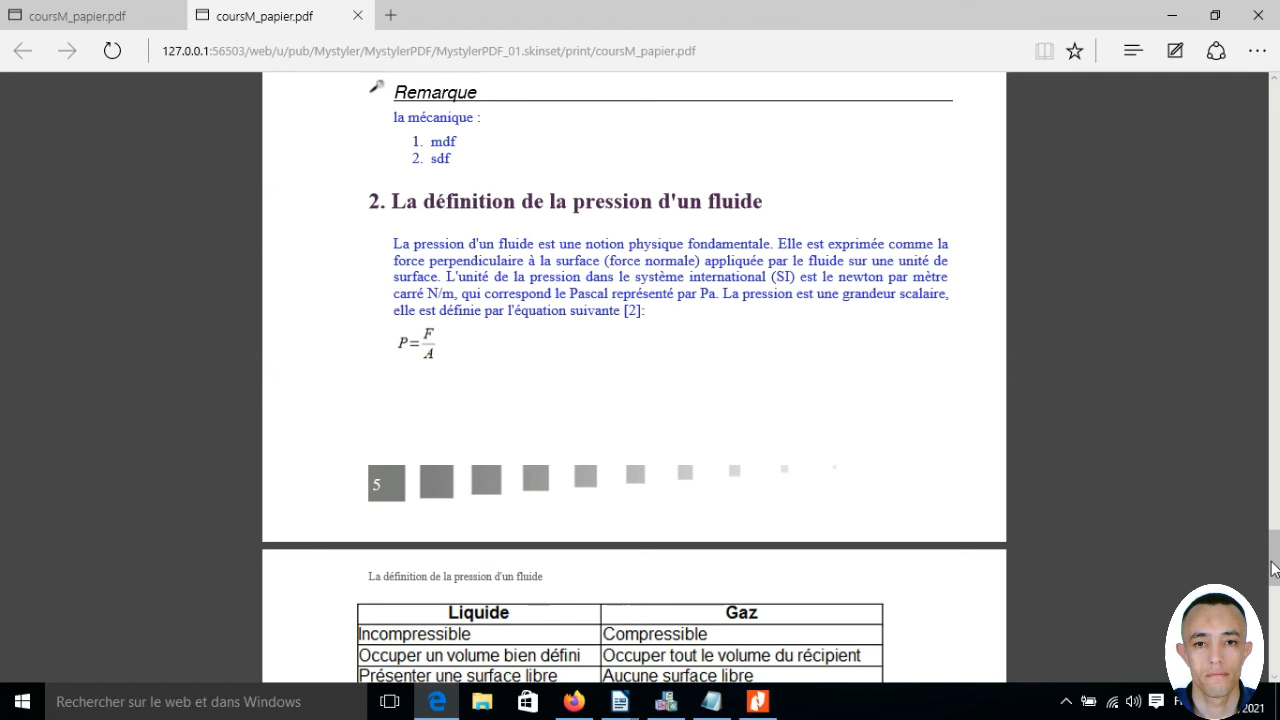 coursM_papier.pdf
coursM_papier.pdf
127.0.0.1:56503/web/u/pub/Mystyler/MystylerPDF/MystylerPDF_01.skinset/print/coursM_papier.pdf
Remarque
la mécanique :
1. mdf
2. sdf
2. La définition de la pression d'un fluide
La pression d'un fluide est une notion physique fondamentale. Elle est exprimée comme la
force perpendiculaire à la surface (force normale) appliquée par le fluide sur une unité de
surface. L'unité de la pression dans le système international (SI) est le newton par mètre
carré N/m, qui correspond le Pascal représenté par Pa. La pression est une grandeur scalaire,
elle est définie par l'équation suivante [2]:
P=F/A
5
La définition de la pression d'un fluide
Liquide Gaz
Incompressible Compressible
Occuper un volume bien défini Occuper tout le volume du récipient
Présenter une surface libre Aucune surface libre
Rechercher sur le web et dans Windows
2021